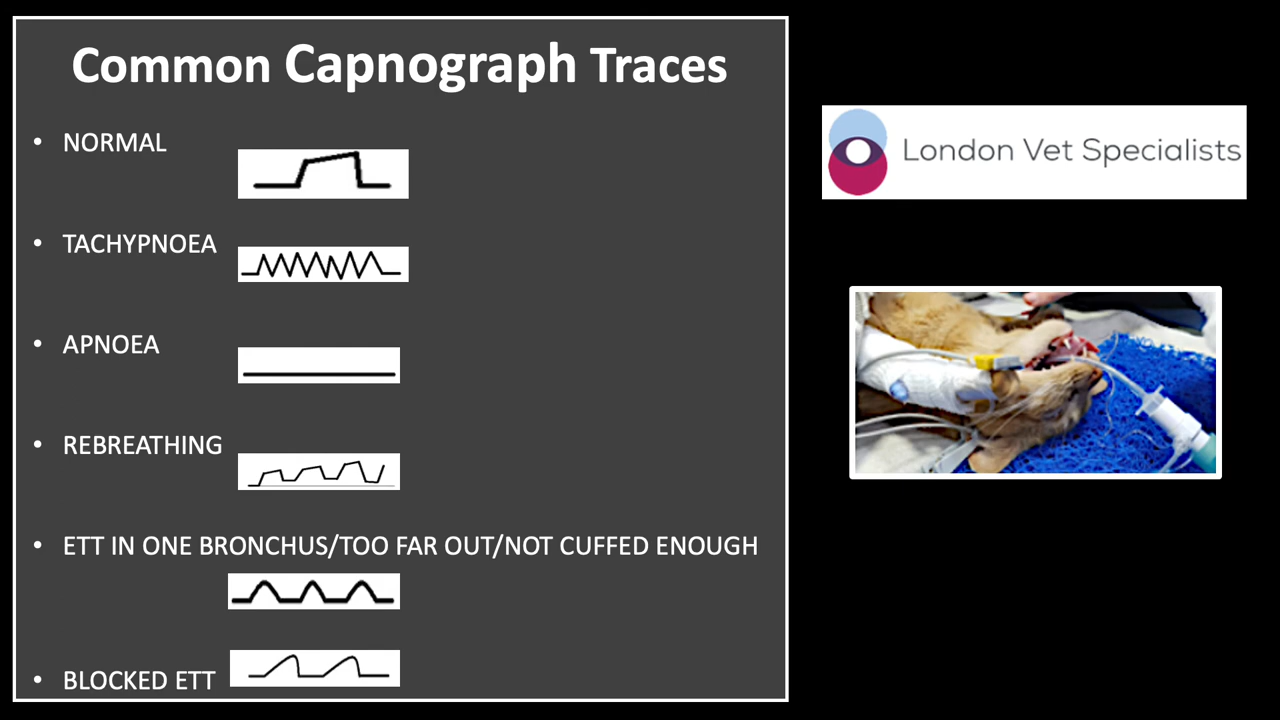 Common Capnograph Traces
• NORMAL
• TACHYPNOEA
• APNOEA
• REBREATHING
• ETT IN ONE BRONCHUS/TOO FAR OUT/NOT CUFFED ENOUGH
• BLOCKED ETT
London Vet Specialists